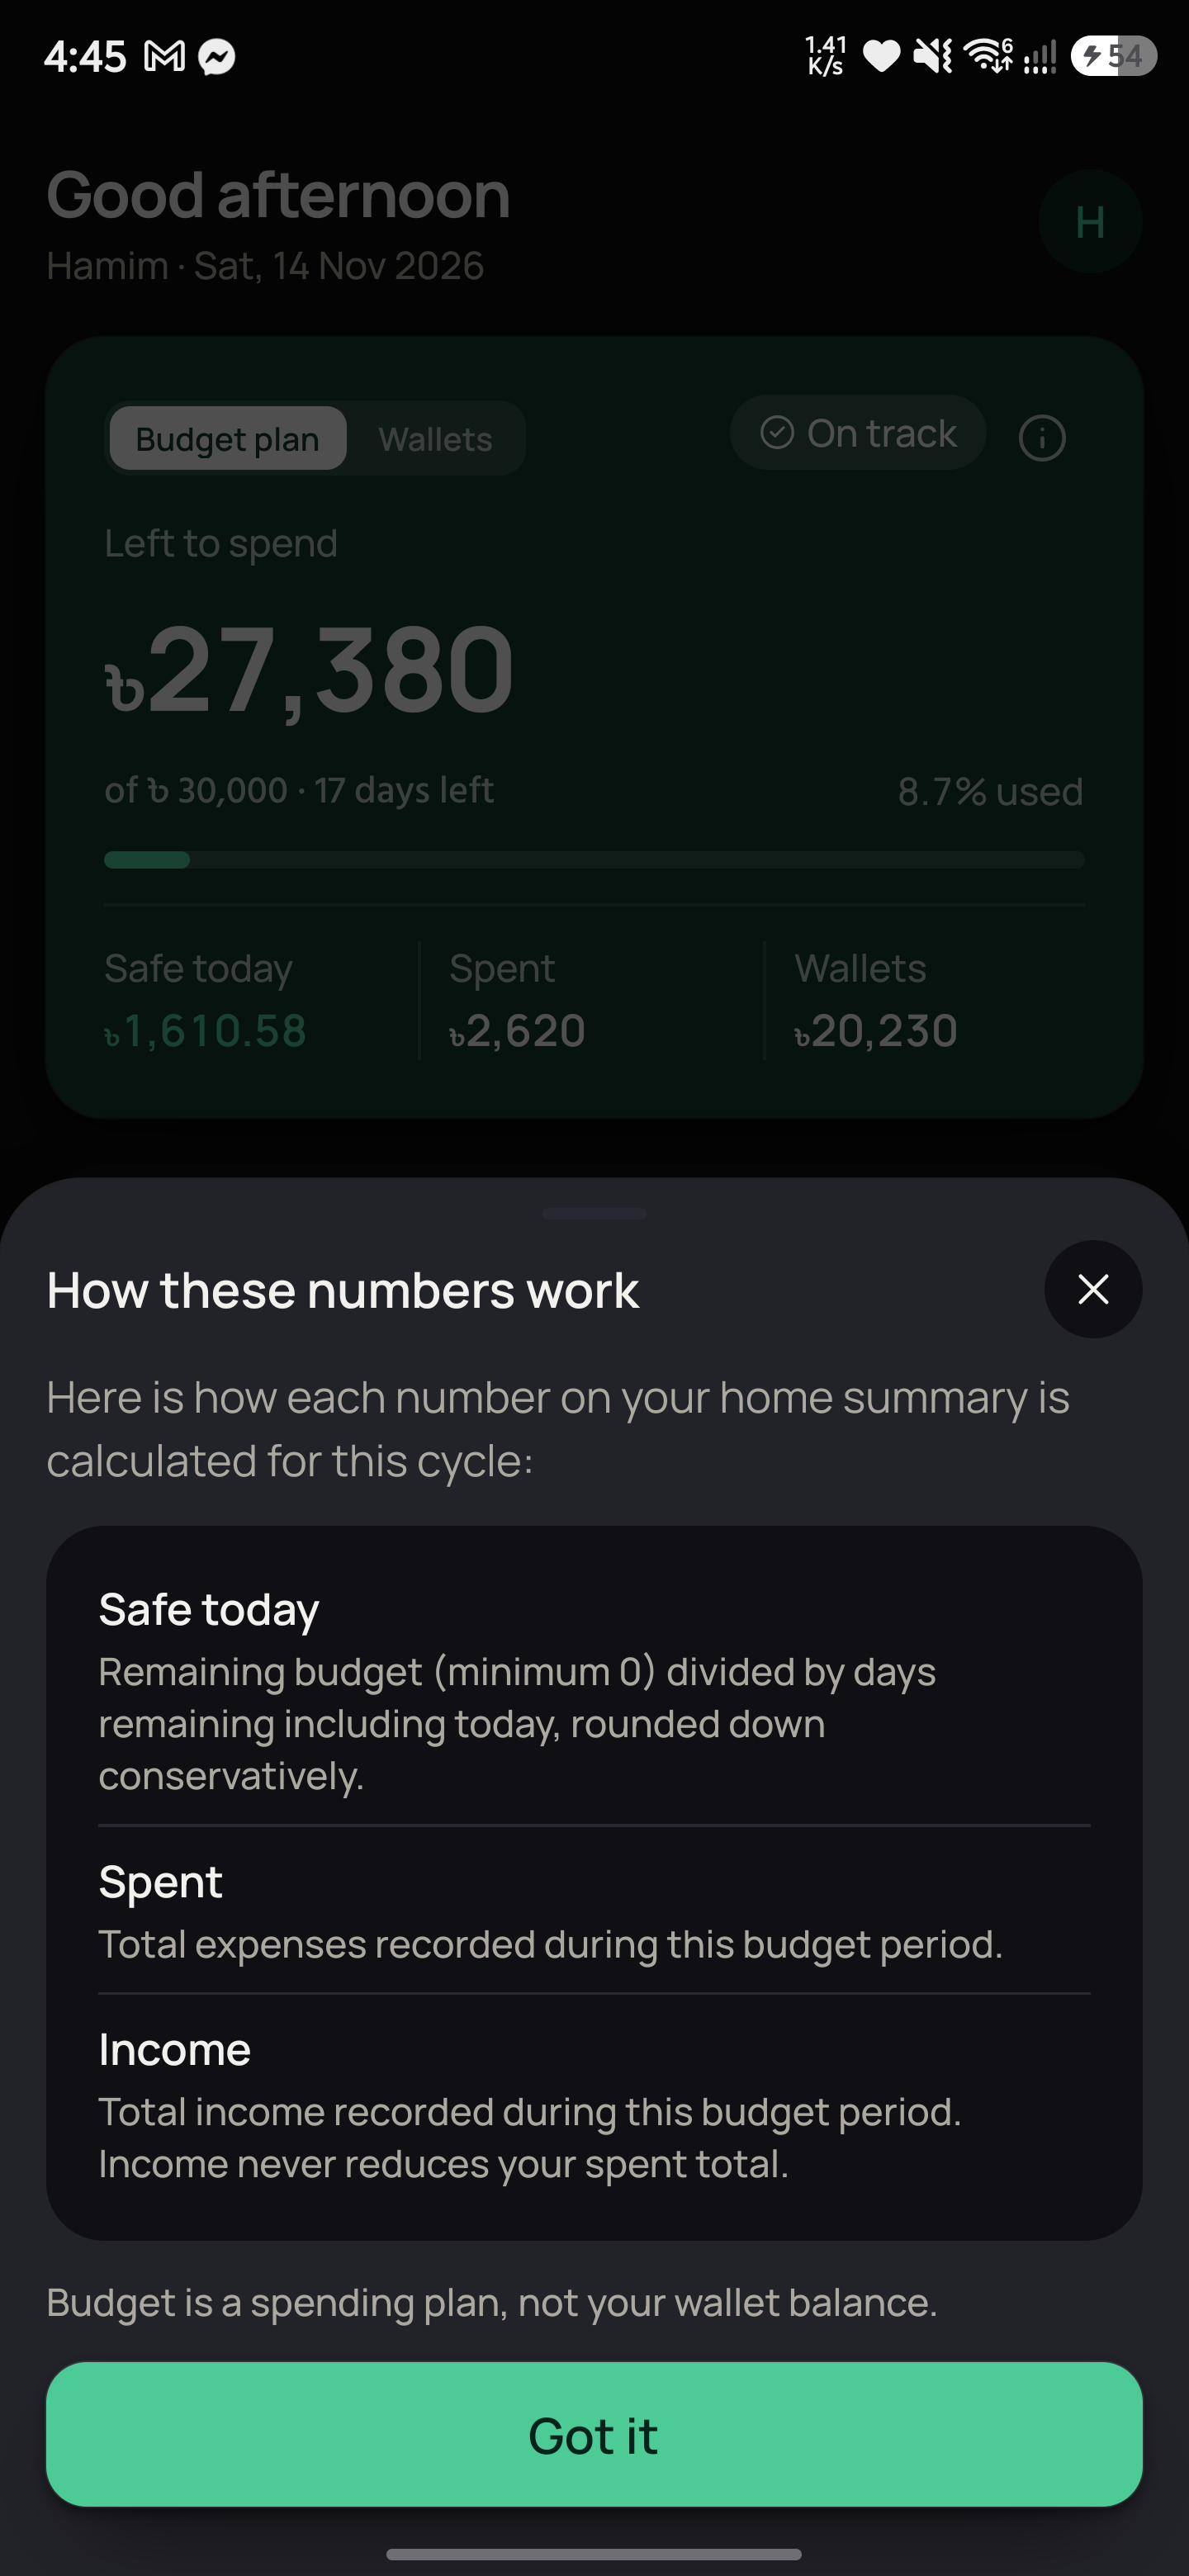 4:45
1.41
K/s
6
54
Good afternoon
Hamim · Sat, 14 Nov 2026
H
Budget plan
Wallets
On track
Left to spend
৳27,380
of ৳ 30,000 · 17 days left
8.7% used
Safe today
Spent
Wallets
৳1,610.58
৳2,620
৳20,230
How these numbers work
Here is how each number on your home summary is
calculated for this cycle:
Safe today
Remaining budget (minimum 0) divided by days
remaining including today, rounded down
conservatively.
Spent
Total expenses recorded during this budget period.
Income
Total income recorded during this budget period.
Income never reduces your spent total.
Budget is a spending plan, not your wallet balance.
Got it